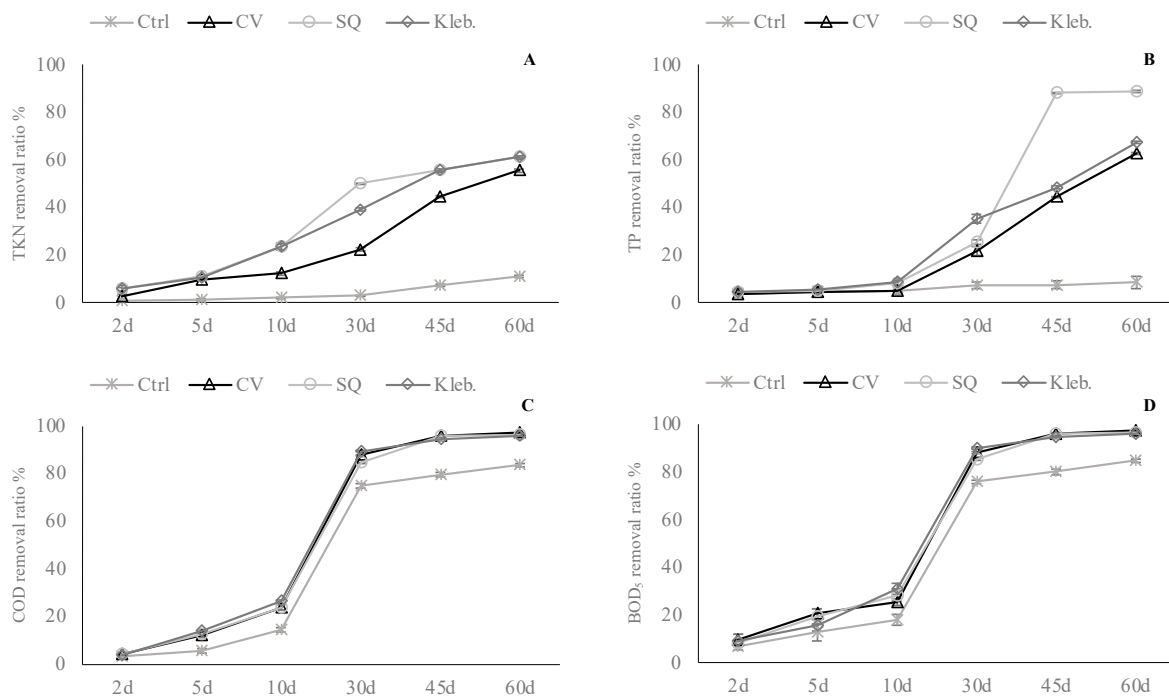 Ctrl CV SQ Kleb.
A
100
80
60
40
20
0
TKN removal ratio %
2d 5d 10d 30d 45d 60d
Ctrl CV SQ Kleb.
B
100
80
60
40
20
0
TP removal ratio %
2d 5d 10d 30d 45d 60d
Ctrl CV SQ Kleb.
C
100
80
60
40
20
0
COD removal ratio %
2d 5d 10d 30d 45d 60d
Ctrl CV SQ Kleb.
D
100
80
60
40
20
0
BOD₅ removal ratio %
2d 5d 10d 30d 45d 60d